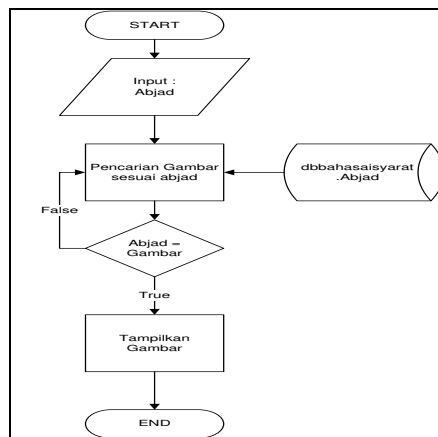 START
Input :
Abjad
Pencarian Gambar
sesuai abjad
dbbahasaisyarat
.Abjad
False
Abjad =
Gambar
True
Tampilkan
Gambar
END